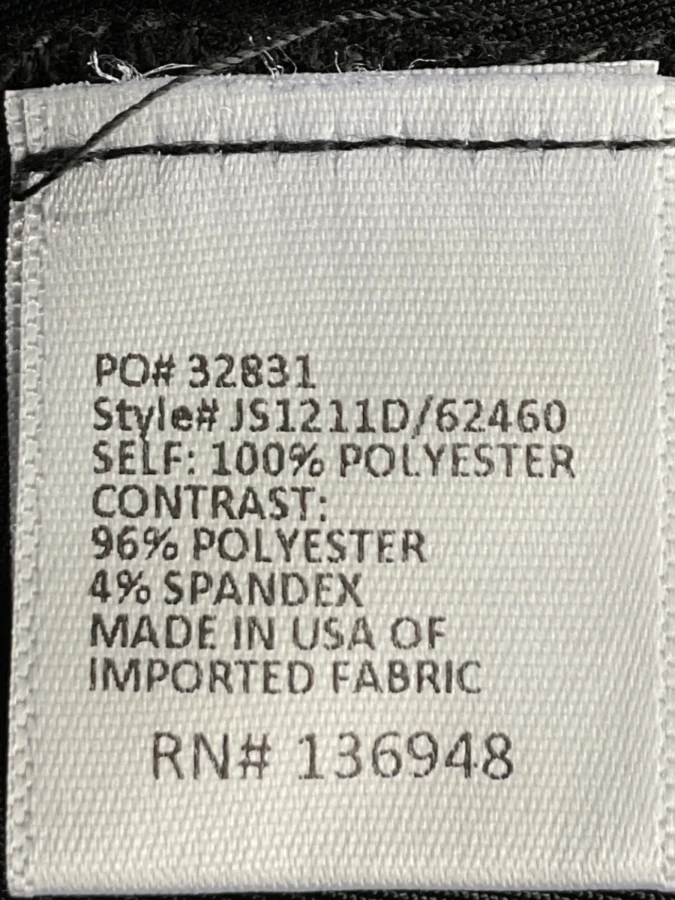 PO# 32831
Style# JS1211D/62460
SELF: 100% POLYESTER
CONTRAST:
96% POLYESTER
4% SPANDEX
MADE IN USA OF
IMPORTED FABRIC
RN# 136948